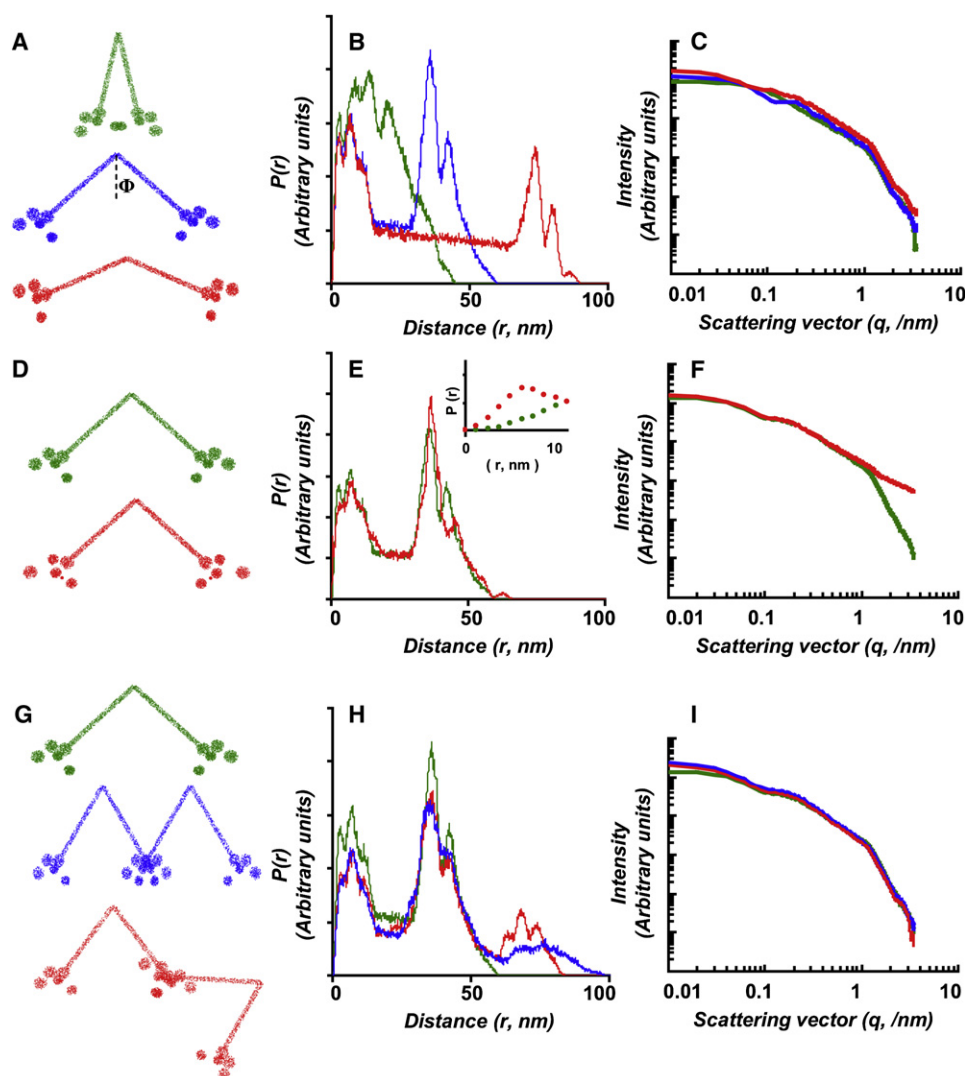 A
Φ
B
P(r)
(Arbitrary units)
0
50
100
Distance (r, nm)
C
Intensity
(Arbitrary units)
0.01
0.1
1
10
Scattering vector (q, /nm)
D
E
P(r)
(Arbitrary units)
P (r)
0
10
( r, nm )
0
50
100
Distance (r, nm)
F
Intensity
(Arbitrary units)
0.01
0.1
1
10
Scattering vector (q, /nm)
G
H
P(r)
(Arbitrary units)
0
50
100
Distance (r, nm)
I
Intensity
(Arbitrary units)
0.01
0.1
1
10
Scattering vector (q, /nm)